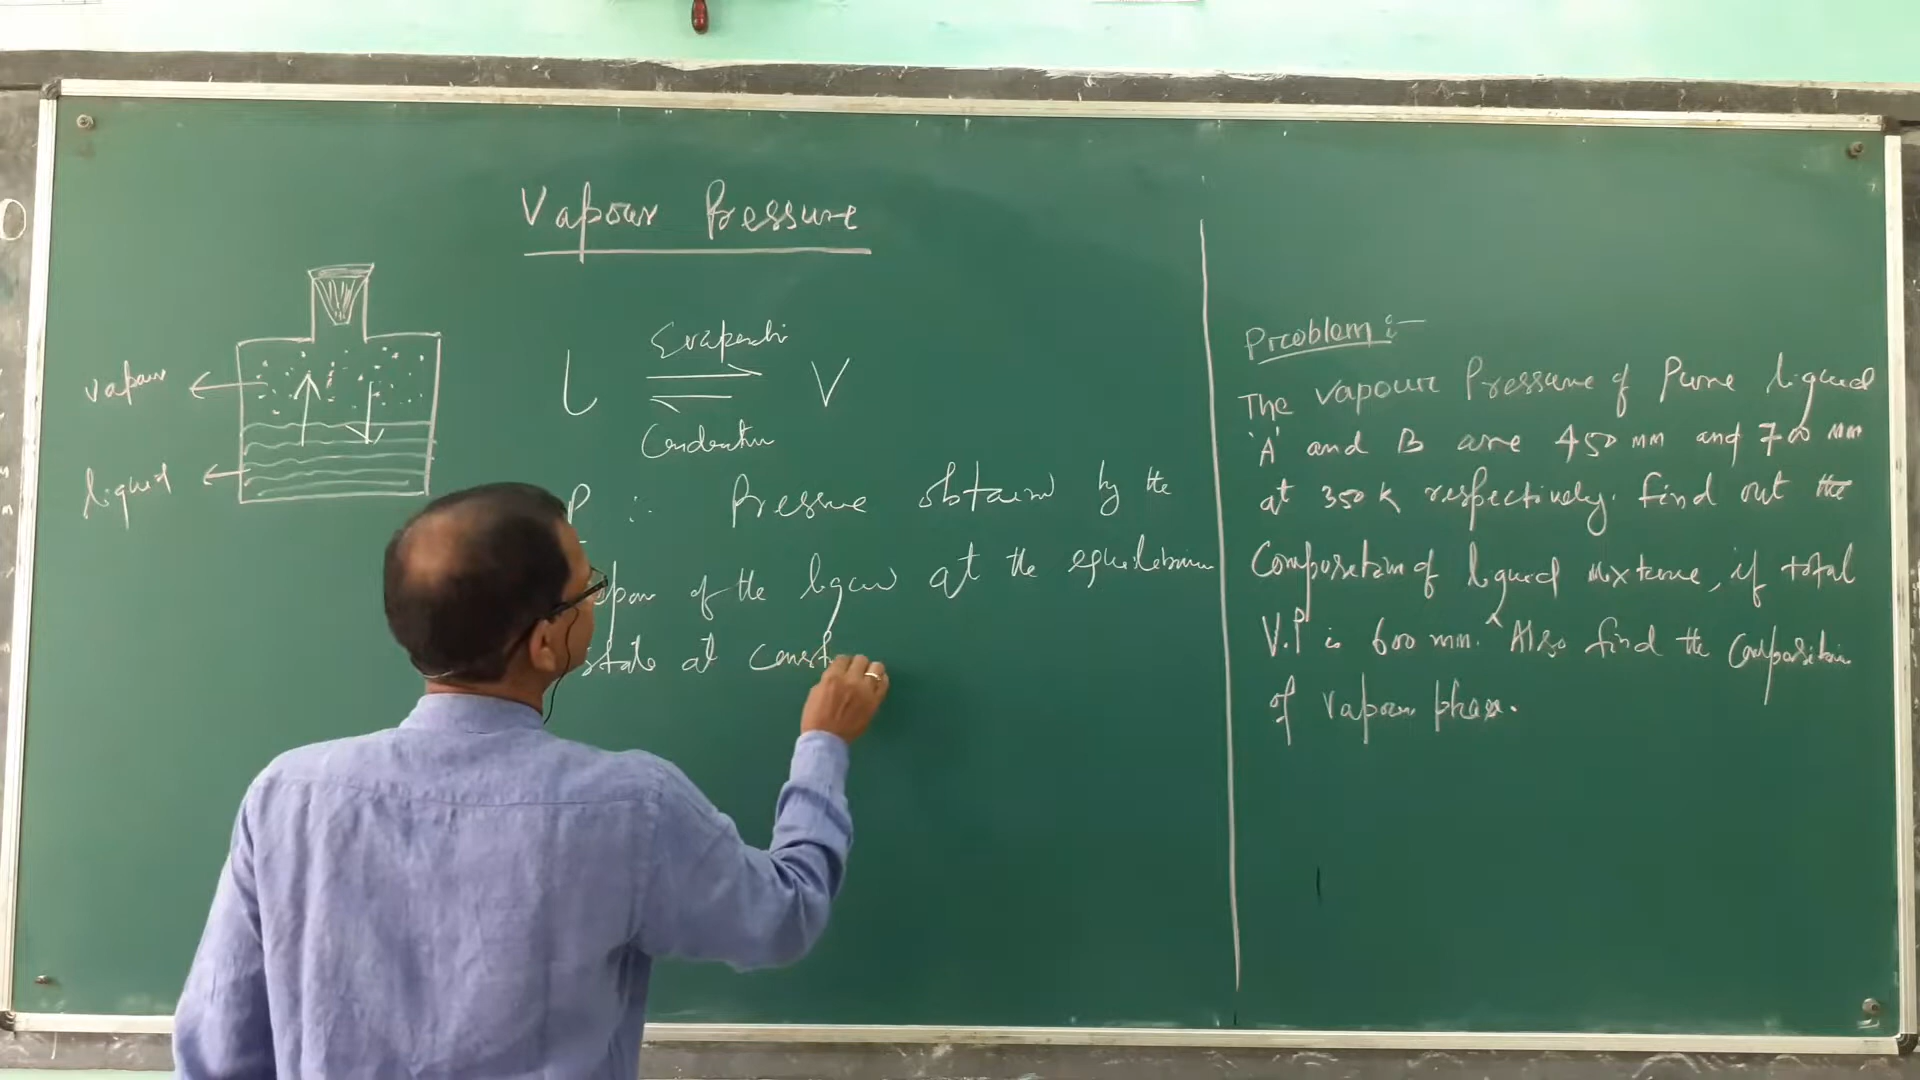 Vapour Pressure
vapour
liquid
Evaporati
L ⇌ V
Condensation
P ∴ Pressure obtained by the
of the liquid at the equilibrium
state at const
Problem:-
The vapour Pressure of Pure liquid
'A' and B are 450 mm and 700 mm
at 350 K respectively. find out the
Composition of liquid mixture, if total
V.P is 600 mm. ^ Also find the composition
of vapour phase.